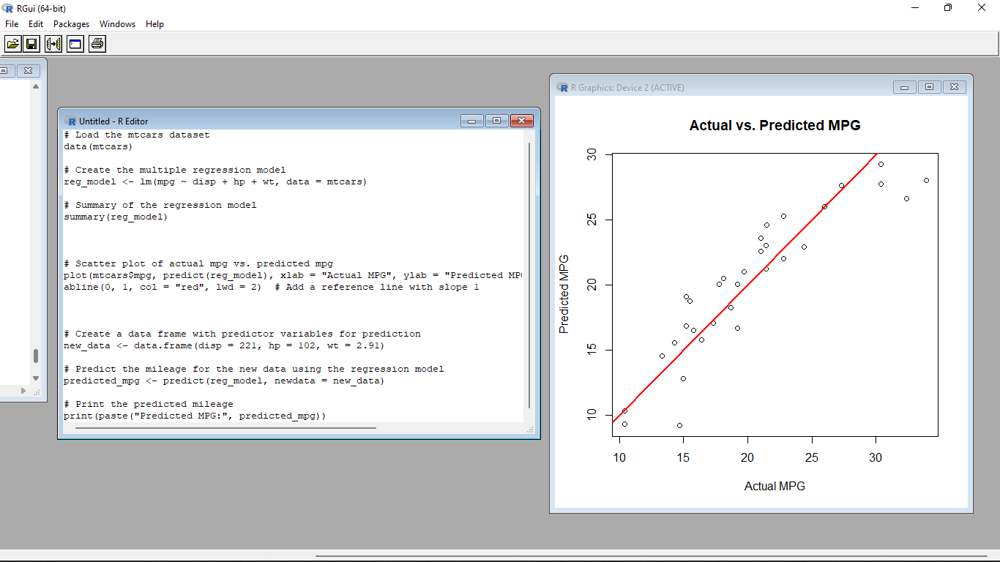 RGui (64-bit)
File Edit Packages Windows Help
Untitled - R Editor
# Load the mtcars dataset
data(mtcars)
# Create the multiple regression model
reg_model <- lm(mpg ~ disp + hp + wt, data = mtcars)
# Summary of the regression model
summary(reg_model)
# Scatter plot of actual mpg vs. predicted mpg
plot(mtcars$mpg, predict(reg_model), xlab = "Actual MPG", ylab = "Predicted MP
abline(0, 1, col = "red", lwd = 2)  # Add a reference line with slope 1
# Create a data frame with predictor variables for prediction
new_data <- data.frame(disp = 221, hp = 102, wt = 2.91)
# Predict the mileage for the new data using the regression model
predicted_mpg <- predict(reg_model, newdata = new_data)
# Print the predicted mileage
print(paste("Predicted MPG:", predicted_mpg))
R Graphics: Device 2 (ACTIVE)
Actual vs. Predicted MPG
Predicted MPG
30
25
20
15
10
10 15 20 25 30
Actual MPG